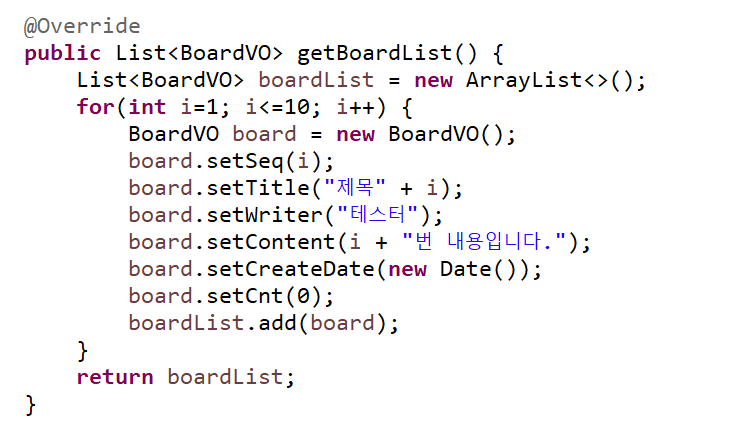 @Override
public List<BoardVO> getBoardList() {
    List<BoardVO> boardList = new ArrayList<>();
    for(int i=1; i<=10; i++) {
        BoardVO board = new BoardVO();
        board.setSeq(i);
        board.setTitle("제목" + i);
        board.setWriter("테스터");
        board.setContent(i + "번 내용입니다.");
        board.setCreateDate(new Date());
        board.setCnt(0);
        boardList.add(board);
    }
    return boardList;
}